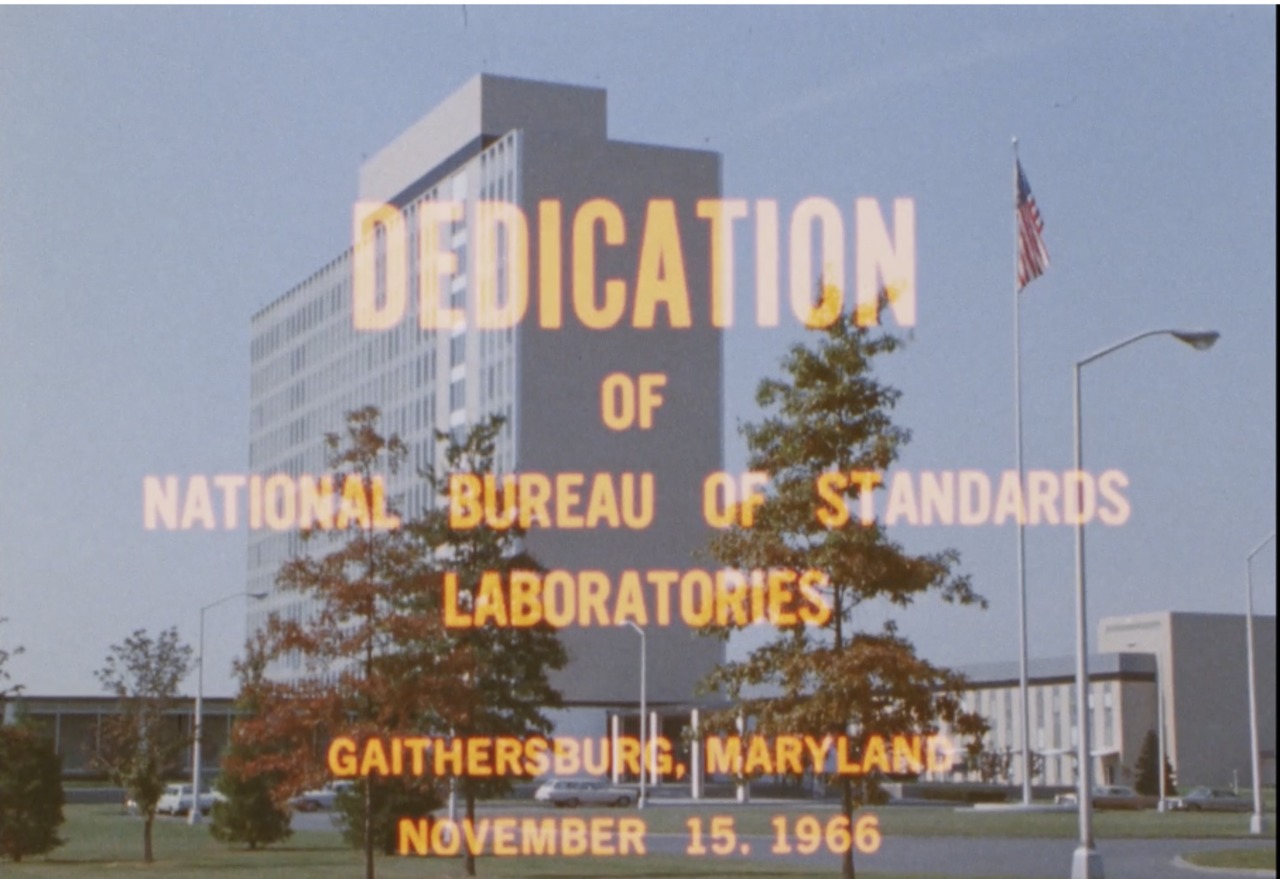 DEDICATION
OF
NATIONAL BUREAU OF STANDARDS
LABORATORIES
GAITHERSBURG, MARYLAND
NOVEMBER 15, 1966